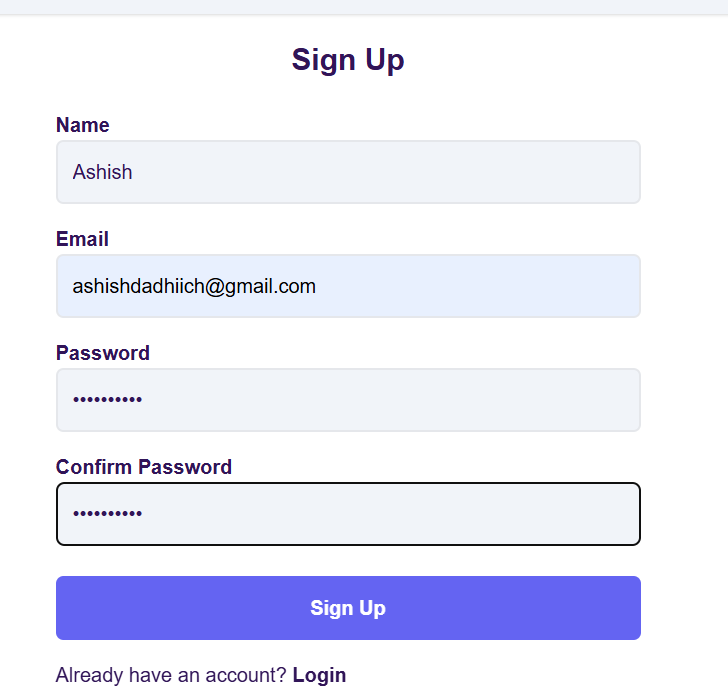 Sign Up
Name
Ashish
Email
ashishdadhiich@gmail.com
Password
••••••••••
Confirm Password
••••••••••
Sign Up
Already have an account? Login